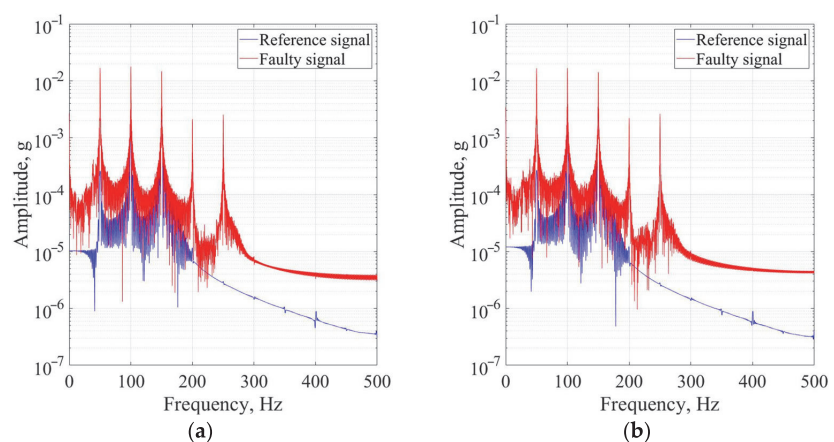 10⁻¹
10⁻²
10⁻³
10⁻⁴
10⁻⁵
10⁻⁶
10⁻⁷
Amplitude, g
Reference signal
Faulty signal
0 100 200 300 400 500
Frequency, Hz
(a)
10⁻¹
10⁻²
10⁻³
10⁻⁴
10⁻⁵
10⁻⁶
10⁻⁷
Amplitude, g
Reference signal
Faulty signal
0 100 200 300 400 500
Frequency, Hz
(b)